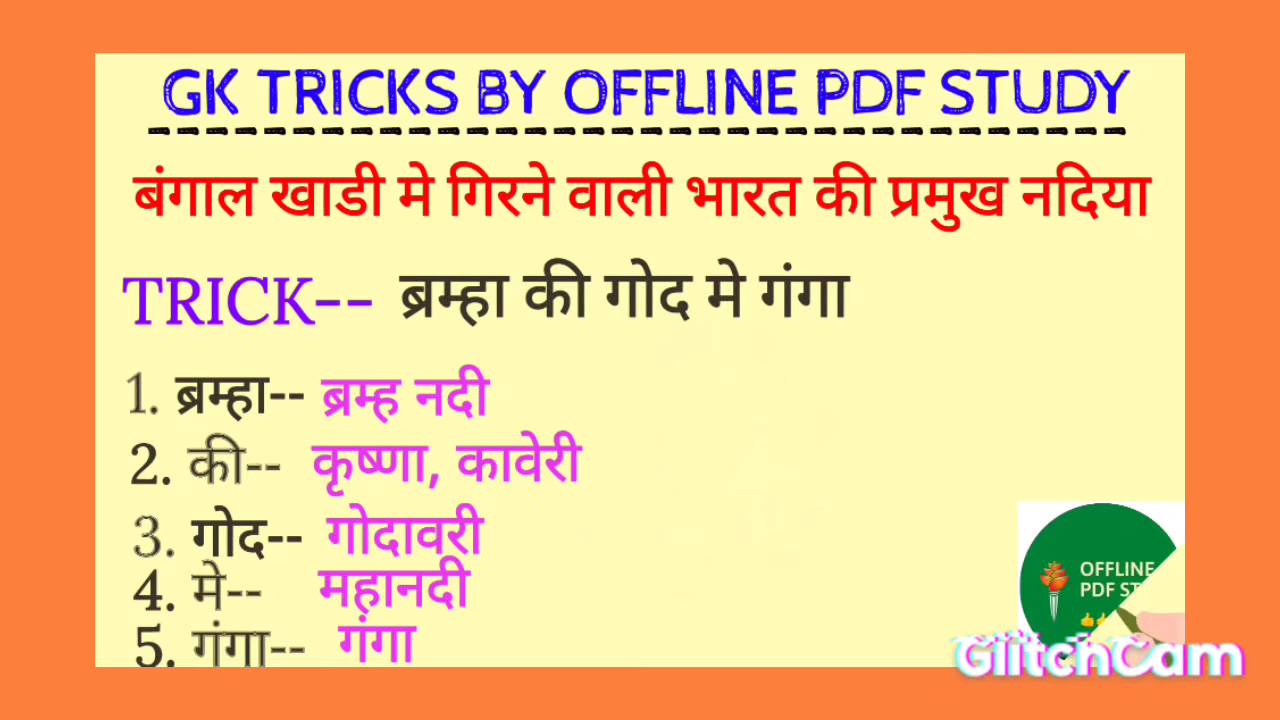 GK TRICKS BY OFFLINE PDF STUDY
बंगाल खाडी मे गिरने वाली भारत की प्रमुख नदिया
TRICK-- ब्रम्हा की गोद मे गंगा
1. ब्रम्हा-- ब्रम्ह नदी
2. की-- कृष्णा, कावेरी
3. गोद-- गोदावरी
4. मे-- महानदी
5. गंगा-- गंगा
OFFLINE
PDF
GlitchCam